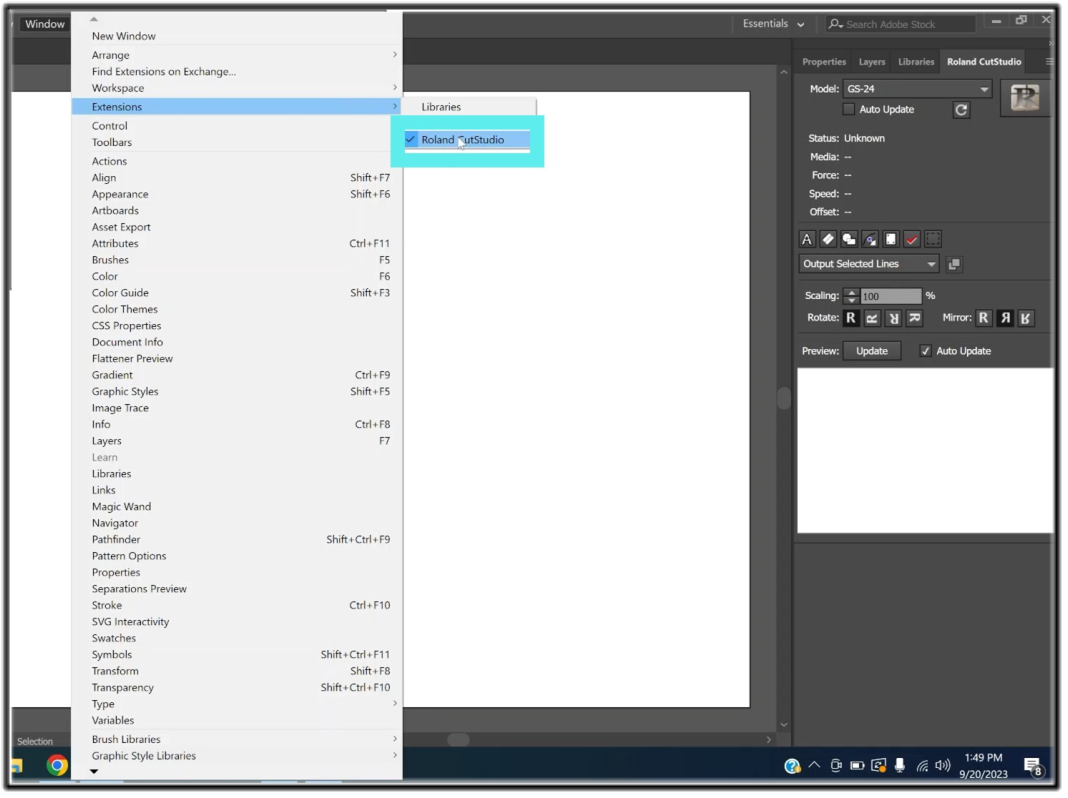 Window
Essentials
Search Adobe Stock
New Window
Arrange
Find Extensions on Exchange...
Workspace
Extensions
Control
Toolbars
Actions
Align Shift+F7
Appearance Shift+F6
Artboards
Asset Export
Attributes Ctrl+F11
Brushes F5
Color F6
Color Guide Shift+F3
Color Themes
CSS Properties
Document Info
Flattener Preview
Gradient Ctrl+F9
Graphic Styles Shift+F5
Image Trace
Info Ctrl+F8
Layers F7
Learn
Libraries
Links
Magic Wand
Navigator
Pathfinder Shift+Ctrl+F9
Pattern Options
Properties
Separations Preview
Stroke Ctrl+F10
SVG Interactivity
Swatches
Symbols Shift+Ctrl+F11
Transform Shift+F8
Transparency Shift+Ctrl+F10
Type
Variables
Brush Libraries
Graphic Style Libraries
Libraries
Roland CutStudio
Properties Layers Libraries Roland CutStudio
Model: GS-24
Auto Update
Status: Unknown
Media: --
Force: --
Speed: --
Offset: --
A
Output Selected Lines
Scaling: 100 %
Rotate: R R R R Mirror: R R R
Preview: Update Auto Update
Selection
1:49 PM
9/20/2023
8